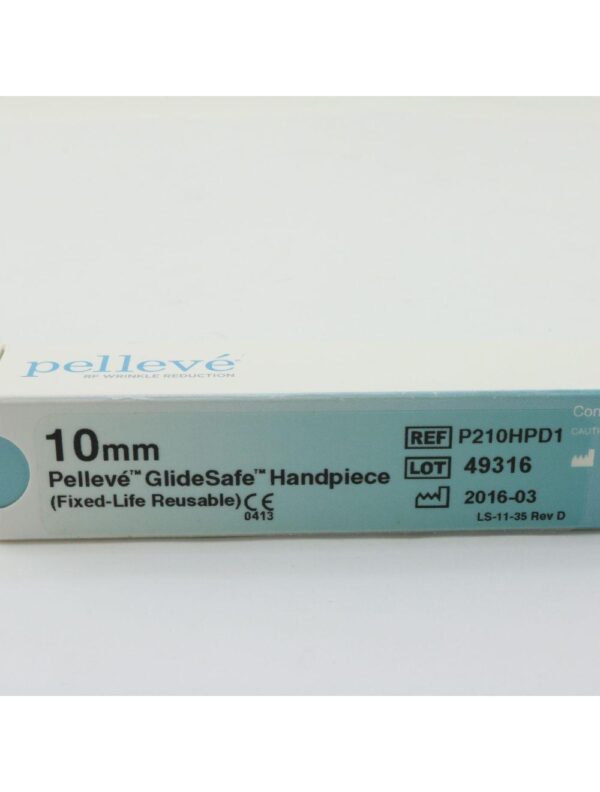 pellevé
RF WRINKLE REDUCTION
10mm
Pellevé™ GlideSafe™ Handpiece
(Fixed-Life Reusable) CE
0413
REF P210HPD1
LOT 49316
2016-03
LS-11-35 Rev D